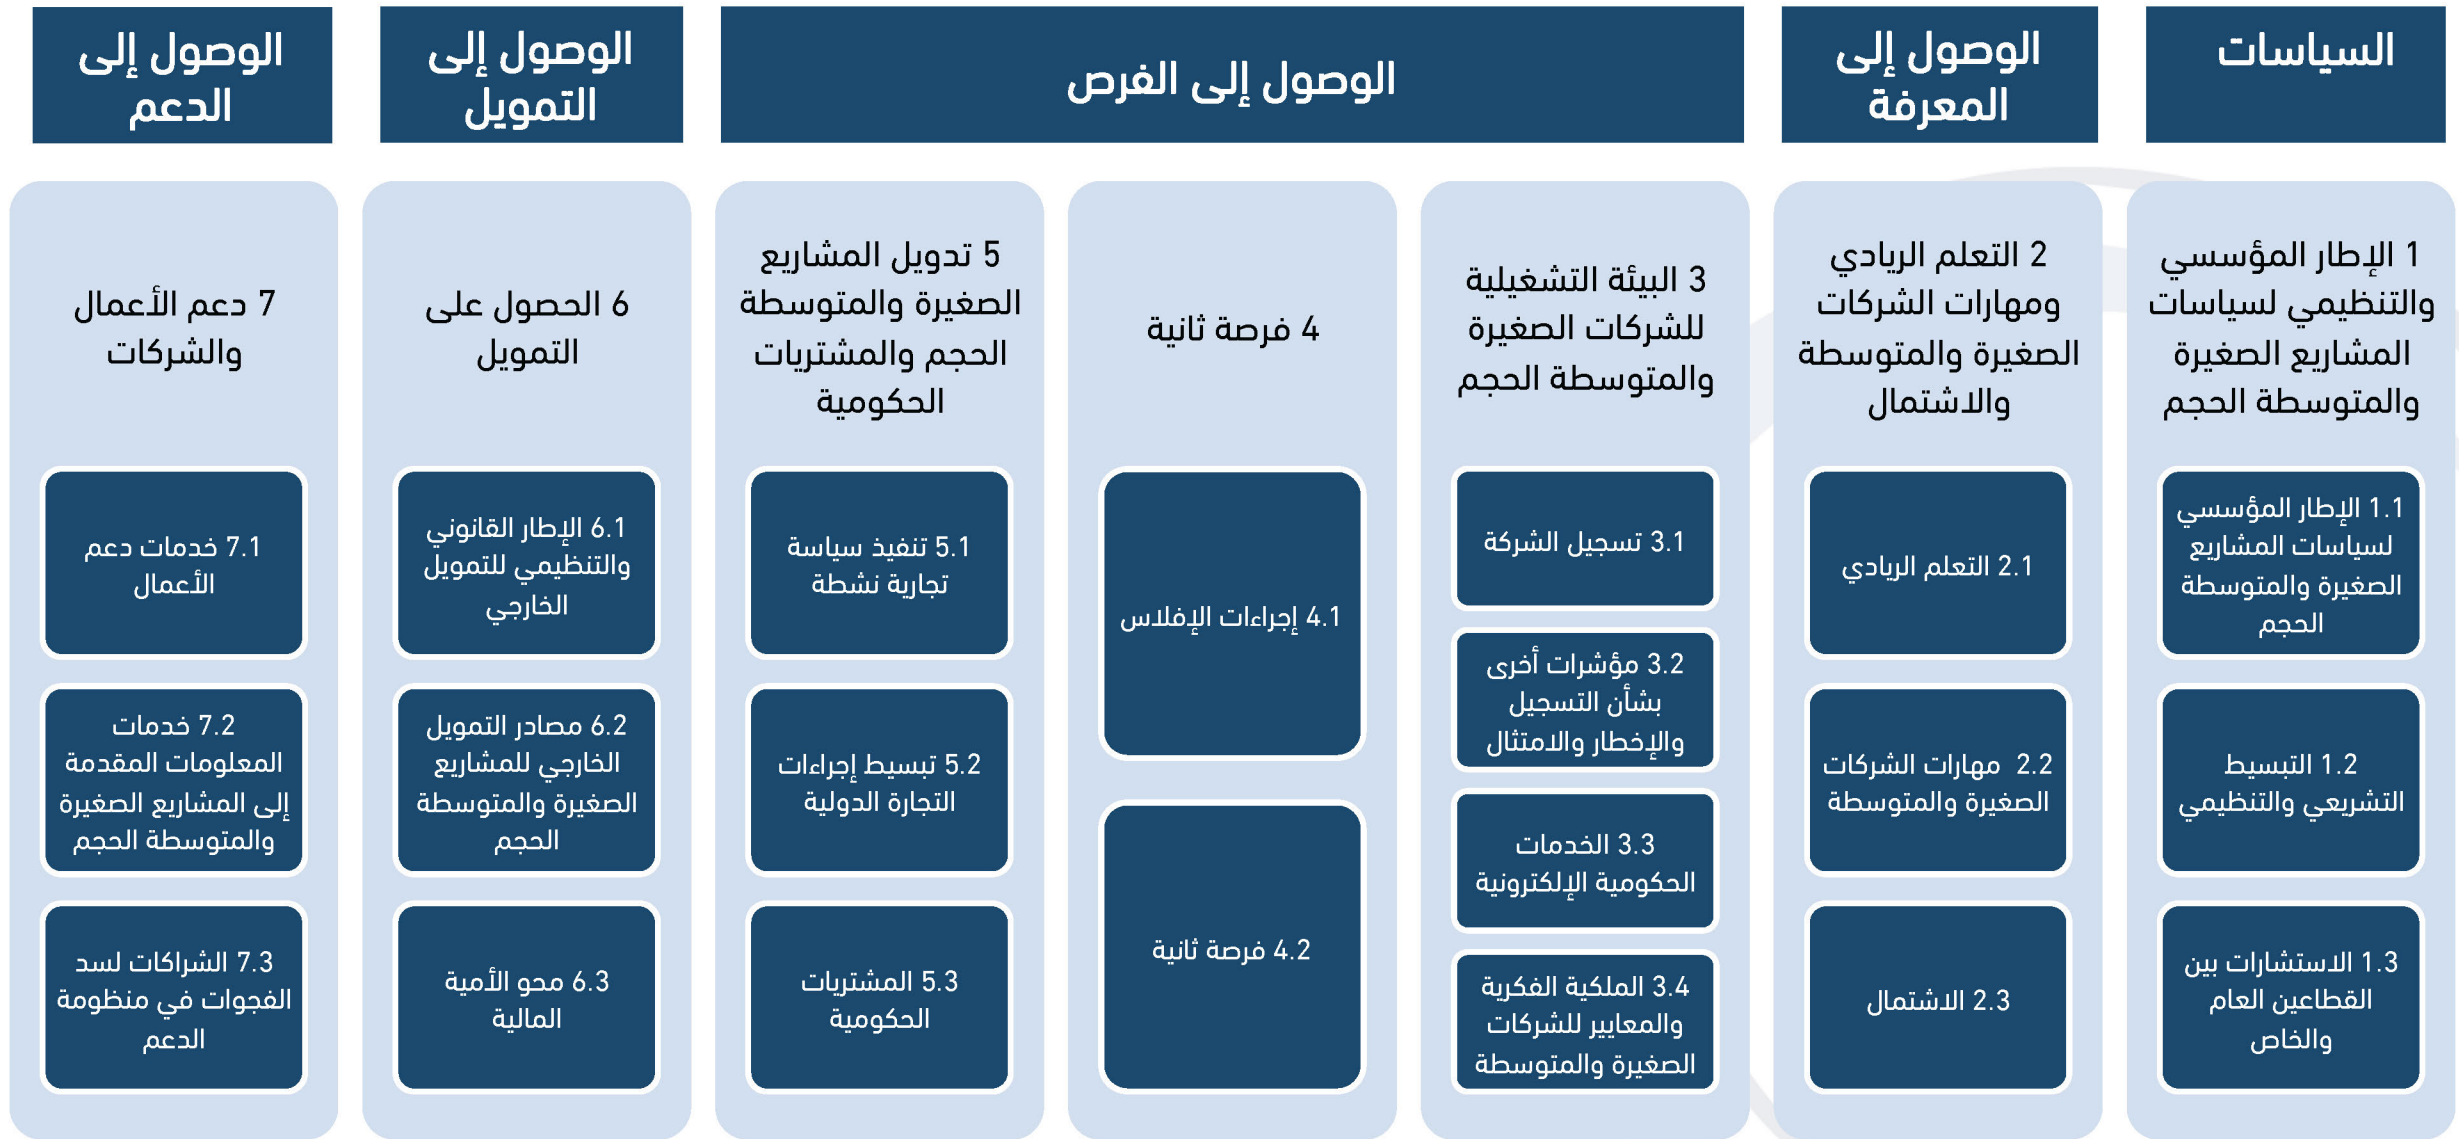 السياسات
الوصول إلى
المعرفة
الوصول إلى الفرص
الوصول إلى
التمويل
الوصول إلى
الدعم
1 الإطار المؤسسي
والتنظيمي لسياسات
المشاريع الصغيرة
والمتوسطة الحجم
1.1 الإطار المؤسسي
لسياسات المشاريع
الصغيرة والمتوسطة
الحجم
1.2 التبسيط
التشريعي والتنظيمي
1.3 الاستشارات بين
القطاعين العام
والخاص
2 التعلم الريادي
ومهارات الشركات
الصغيرة والمتوسطة
والاشتمال
2.1 التعلم الريادي
2.2 مهارات الشركات
الصغيرة والمتوسطة
2.3 الاشتمال
3 البيئة التشغيلية
للشركات الصغيرة
والمتوسطة الحجم
3.1 تسجيل الشركة
3.2 مؤشرات أخرى
بشأن التسجيل
والإخطار والامتثال
3.3 الخدمات
الحكومية الإلكترونية
3.4 الملكية الفكرية
والمعايير للشركات
الصغيرة والمتوسطة
4 فرصة ثانية
4.1 إجراءات الإفلاس
4.2 فرصة ثانية
5 تدويل المشاريع
الصغيرة والمتوسطة
الحجم والمشتريات
الحكومية
5.1 تنفيذ سياسة
تجارية نشطة
5.2 تبسيط إجراءات
التجارة الدولية
5.3 المشتريات
الحكومية
6 الحصول على
التمويل
6.1 الإطار القانوني
والتنظيمي للتمويل
الخارجي
6.2 مصادر التمويل
الخارجي للمشاريع
الصغيرة والمتوسطة
الحجم
6.3 محو الأمية
المالية
7 دعم الأعمال
والشركات
7.1 خدمات دعم
الأعمال
7.2 خدمات
المعلومات المقدمة
إلى المشاريع الصغيرة
والمتوسطة الحجم
7.3 الشراكات لسد
الفجوات في منظومة
الدعم